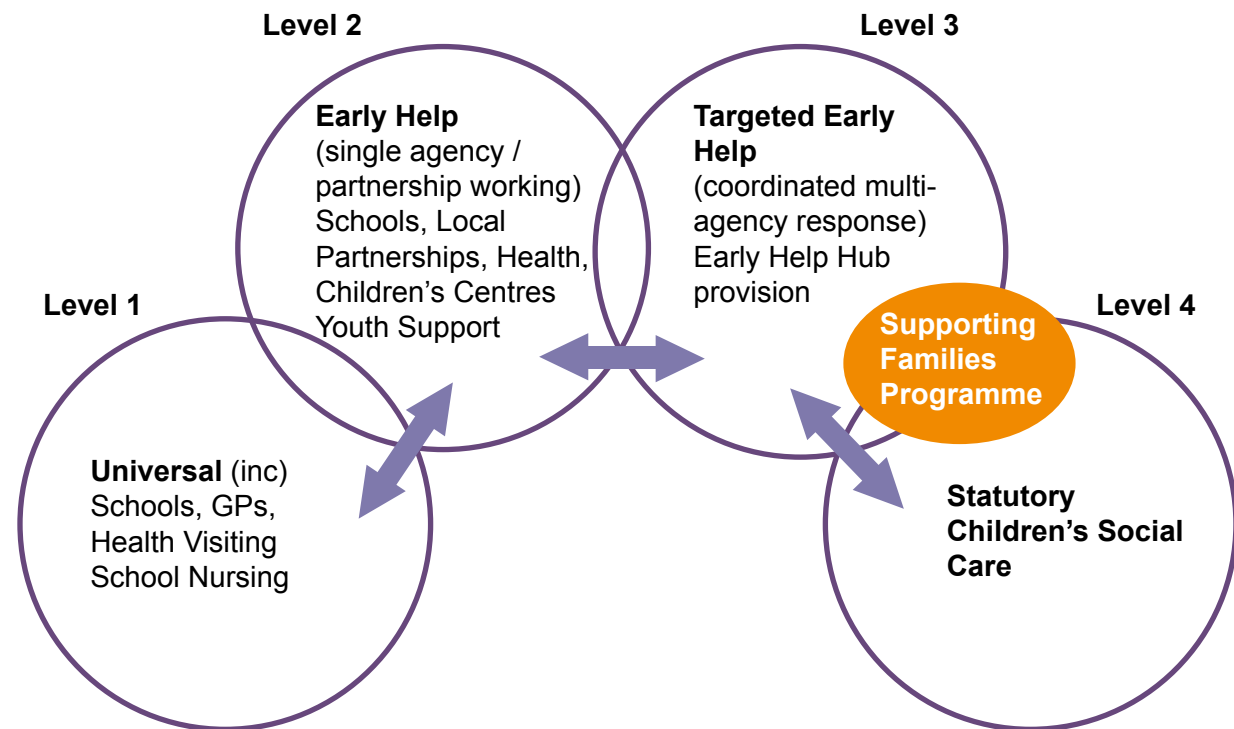 Level 1
Universal (inc)
Schools, GPs,
Health Visiting
School Nursing
Level 2
Early Help
(single agency /
partnership working)
Schools, Local
Partnerships, Health,
Children’s Centres
Youth Support
Level 3
Targeted Early
Help
(coordinated multi-
agency response)
Early Help Hub
provision
Supporting
Families
Programme
Level 4
Statutory
Children’s Social
Care